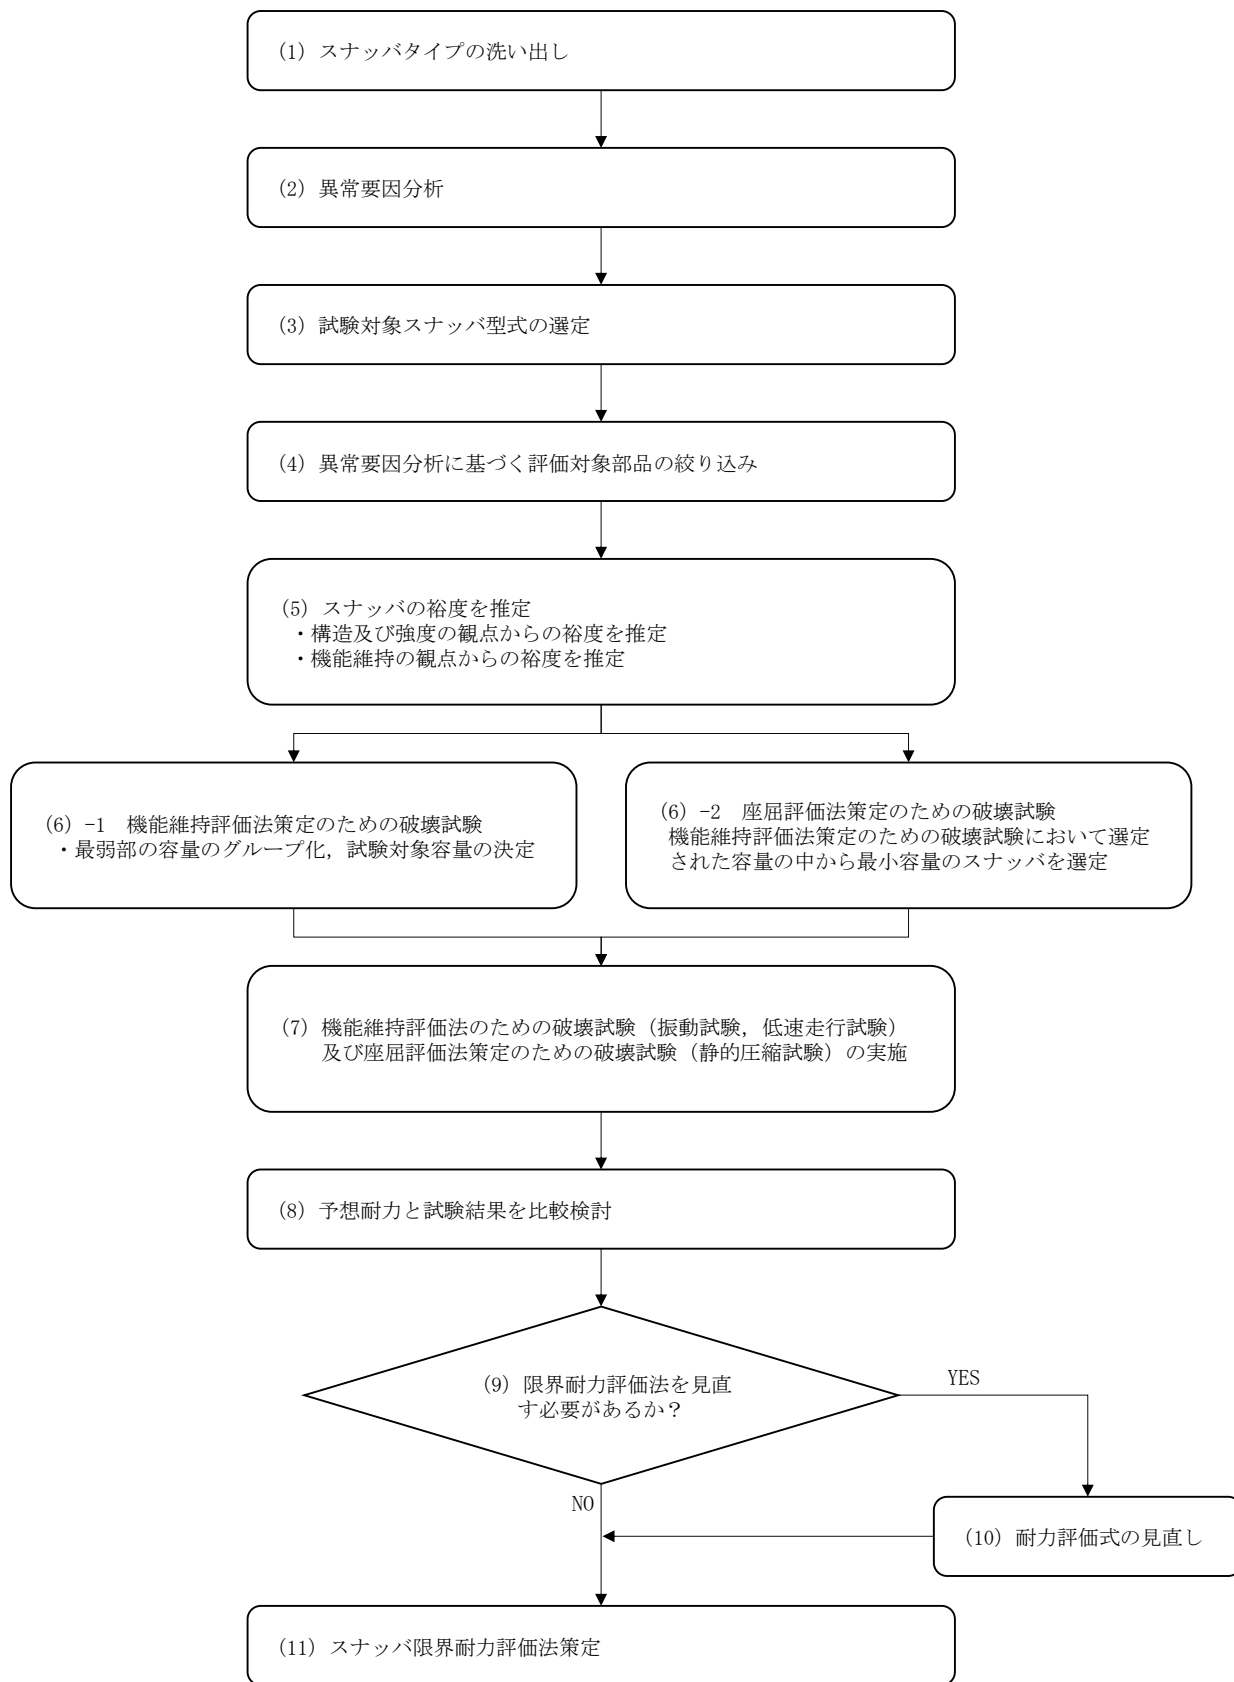 (1) スナッバタイプの洗い出し
(2) 異常要因分析
(3) 試験対象スナッバ型式の選定
(4) 異常要因分析に基づく評価対象部品の絞り込み
(5) スナッバの裕度を推定
・構造及び強度の観点からの裕度を推定
・機能維持の観点からの裕度を推定
(6) -1 機能維持評価法策定のための破壊試験
・最弱部の容量のグループ化，試験対象容量の決定
(6) -2 座屈評価法策定のための破壊試験
機能維持評価法策定のための破壊試験において選定
された容量の中から最小容量のスナッバを選定
(7) 機能維持評価法のための破壊試験（振動試験，低速走行試験）
及び座屈評価法策定のための破壊試験（静的圧縮試験）の実施
(8) 予想耐力と試験結果を比較検討
(9) 限界耐力評価法を見直
す必要があるか？
YES
NO
(10) 耐力評価式の見直し
(11) スナッバ限界耐力評価法策定